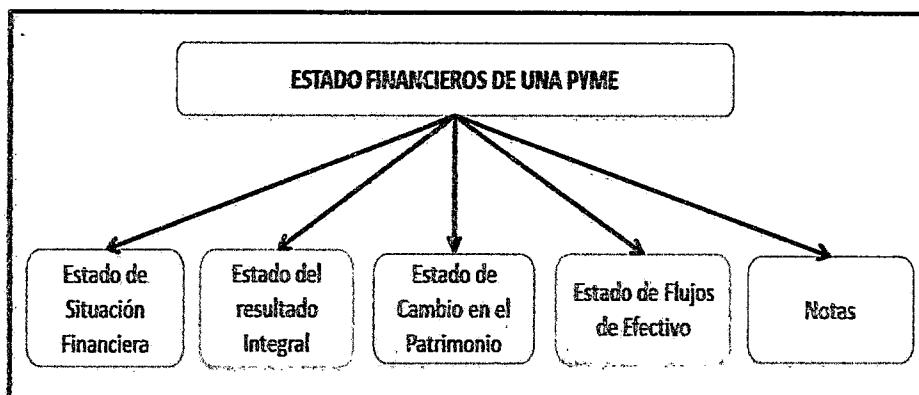 ESTADO FINANCIEROS DE UNA PYME
Estado de
Situación
Financiera
Estado del
resultado
Integral
Estado de
Cambio en el
Patrimonio
Estado de Flujos
de Efectivo
Notas